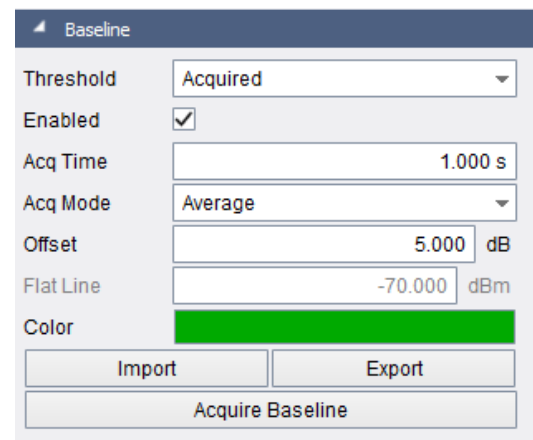 Baseline
Threshold Acquired
Enabled
Acq Time 1.000 s
Acq Mode Average
Offset 5.000 dB
Flat Line -70.000 dBm
Color
Import Export
Acquire Baseline